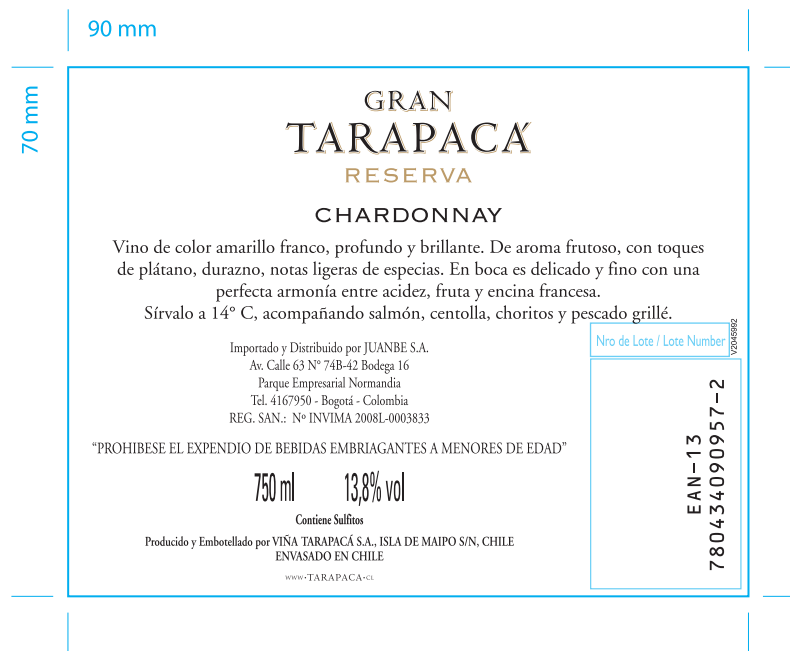 90 mm
70 mm
GRAN
TARAPACÁ
RESERVA
CHARDONNAY
Vino de color amarillo franco, profundo y brillante. De aroma frutoso, con toques
de plátano, durazno, notas ligeras de especias. En boca es delicado y fino con una
perfecta armonía entre acidez, fruta y encina francesa.
Sírvalo a 14° C, acompañando salmón, centolla, choritos y pescado grillé.
Importado y Distribuido por JUANBE S.A.
Av. Calle 63 N° 74B-42 Bodega 16
Parque Empresarial Normandia
Tel. 4167950 - Bogotá - Colombia
REG. SAN.: Nº INVIMA 2008L-0003833
“PROHIBESE EL EXPENDIO DE BEBIDAS EMBRIAGANTES A MENORES DE EDAD”
750 ml 13,8% vol
Contiene Sulfitos
Producido y Embotellado por VIÑA TARAPACÁ S.A., ISLA DE MAIPO S/N, CHILE
ENVASADO EN CHILE
WWW·TARAPACA·CL
Nro de Lote / Lote Number
V2045992
EAN-13
780434090957-2